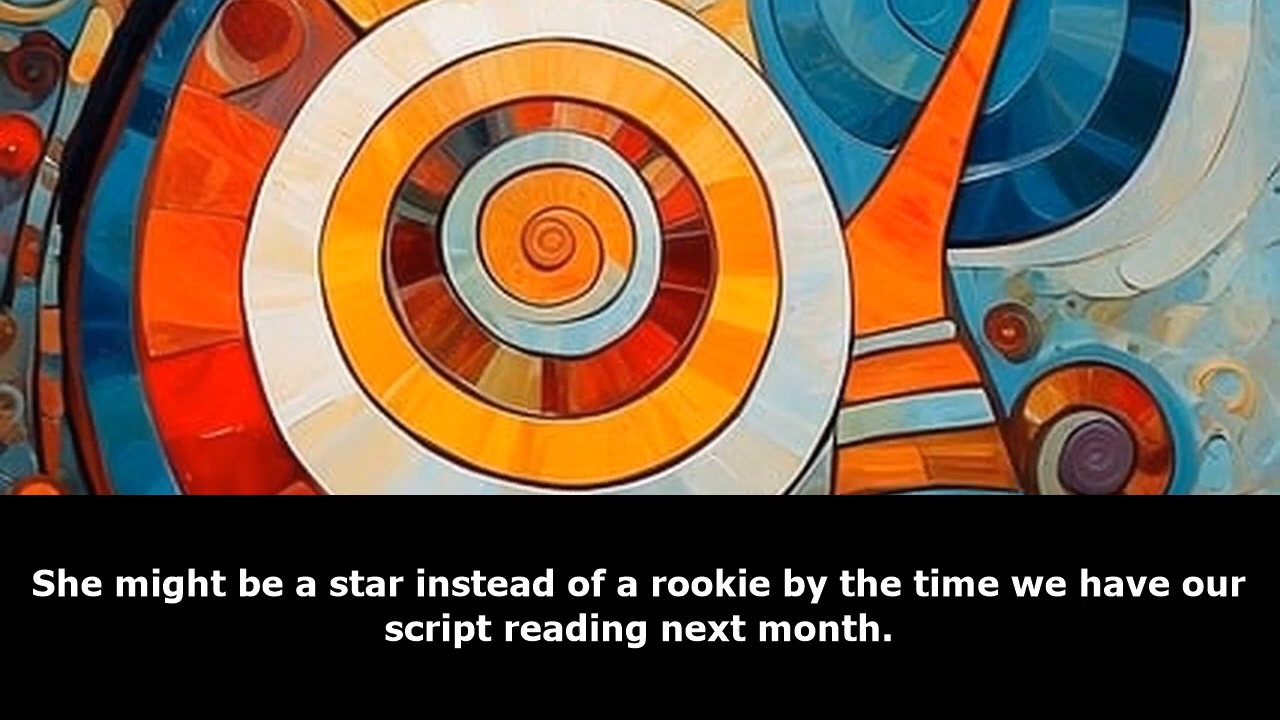 She might be a star instead of a rookie by the time we have our
script reading next month.